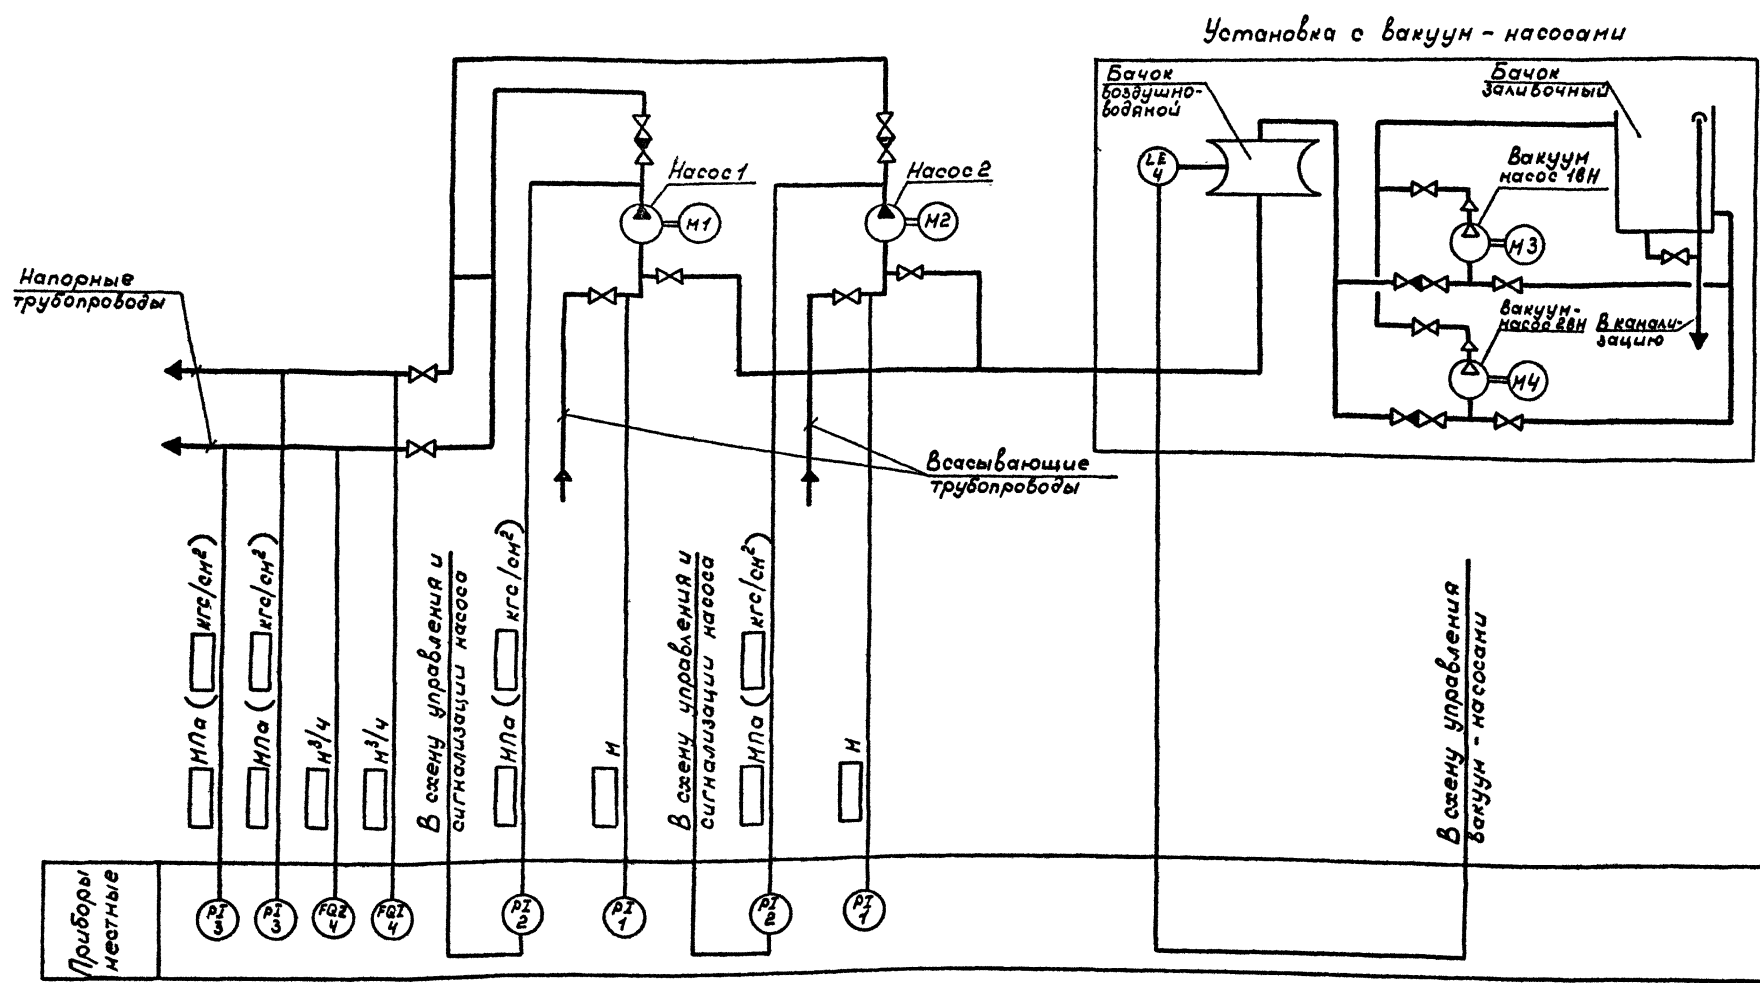 Установка с вакуум - насосами
Бачок
воздушно-
водяной
Бачок
заливочный
LE
4
Вакуум
насос 1вН
М3
Насос 1
М1
Насос 2
М2
Напорные
трубопроводы
Вакуум-
насос 2вН
М4
В канали-
зацию
Всасывающие
трубопроводы
МПа ( кгс/см²)
МПа ( кгс/см²)
м³/ч
м³/ч
В схему управления и
сигнализации насоса
МПа ( кгс/см²)
м
В схему управления и
сигнализации насоса
МПа ( кгс/см²)
м
В схему управления
вакуум - насосами
Приборы
местные
PI
3
PI
3
FQI
4
FQI
4
PI
2
PI
1
PI
2
PI
1